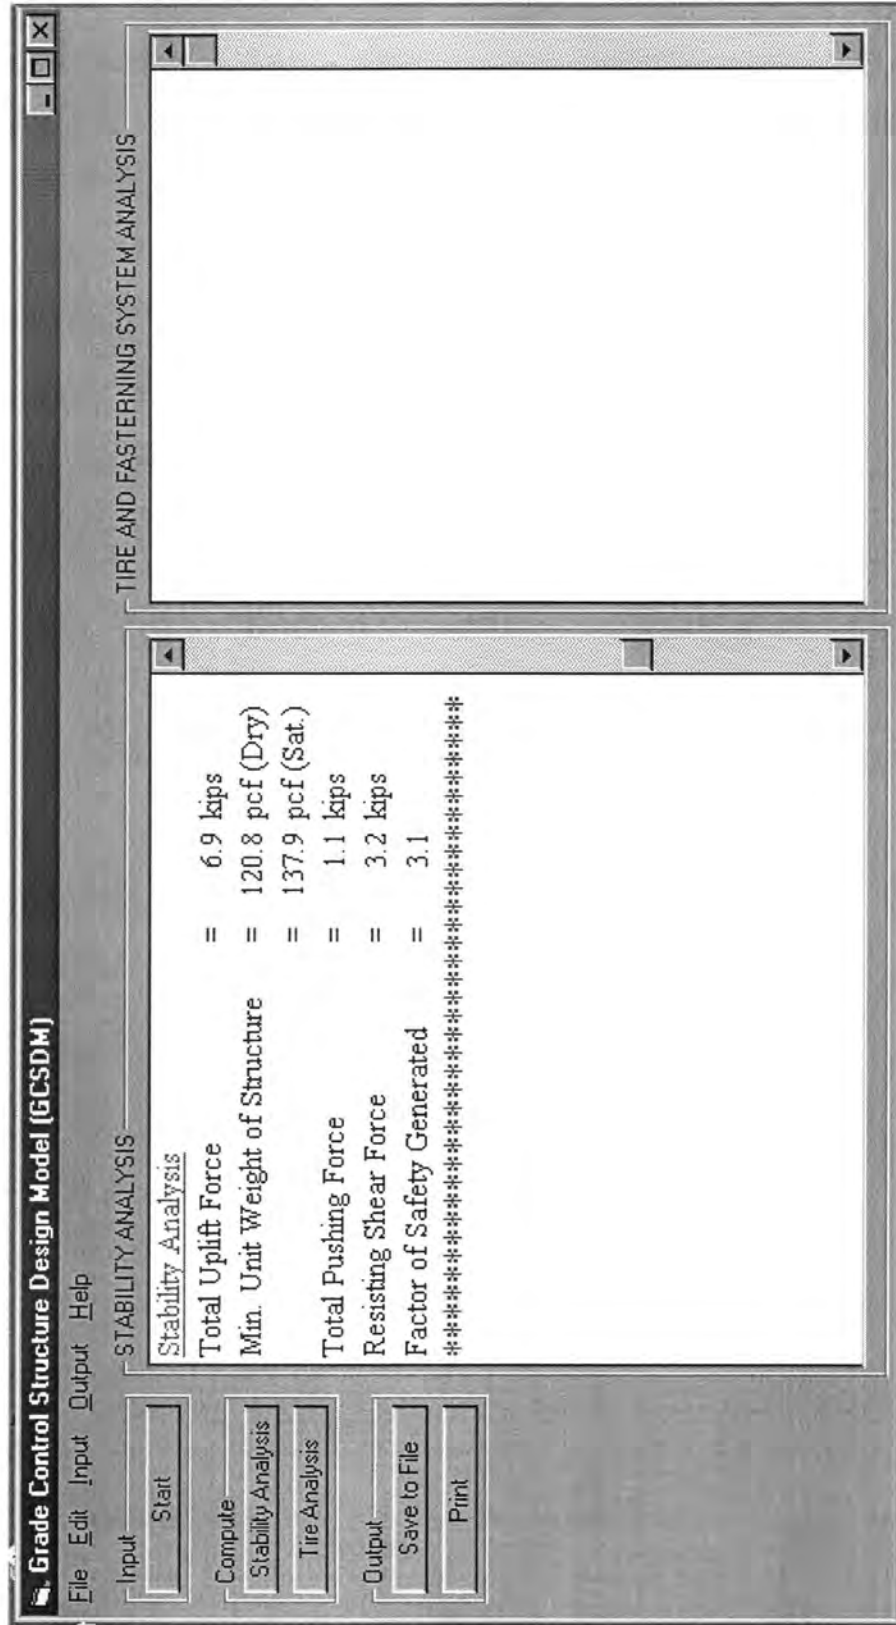 Grade Control Structure Design Model (GCSDM)
File Edit Input Output Help
Input
Start
Compute
Stability Analysis
Tire Analysis
Output
Save to File
Print
STABILITY ANALYSIS
Stability Analysis
Total Uplift Force = 6.9 kips
Min. Unit Weight of Structure = 120.8 pcf (Dry)
= 137.9 pcf (Sat.)
Total Pushing Force = 1.1 kips
Resisting Shear Force = 3.2 kips
Factor of Safety Generated = 3.1
****************************************
TIRE AND FASTERNING SYSTEM ANALYSIS